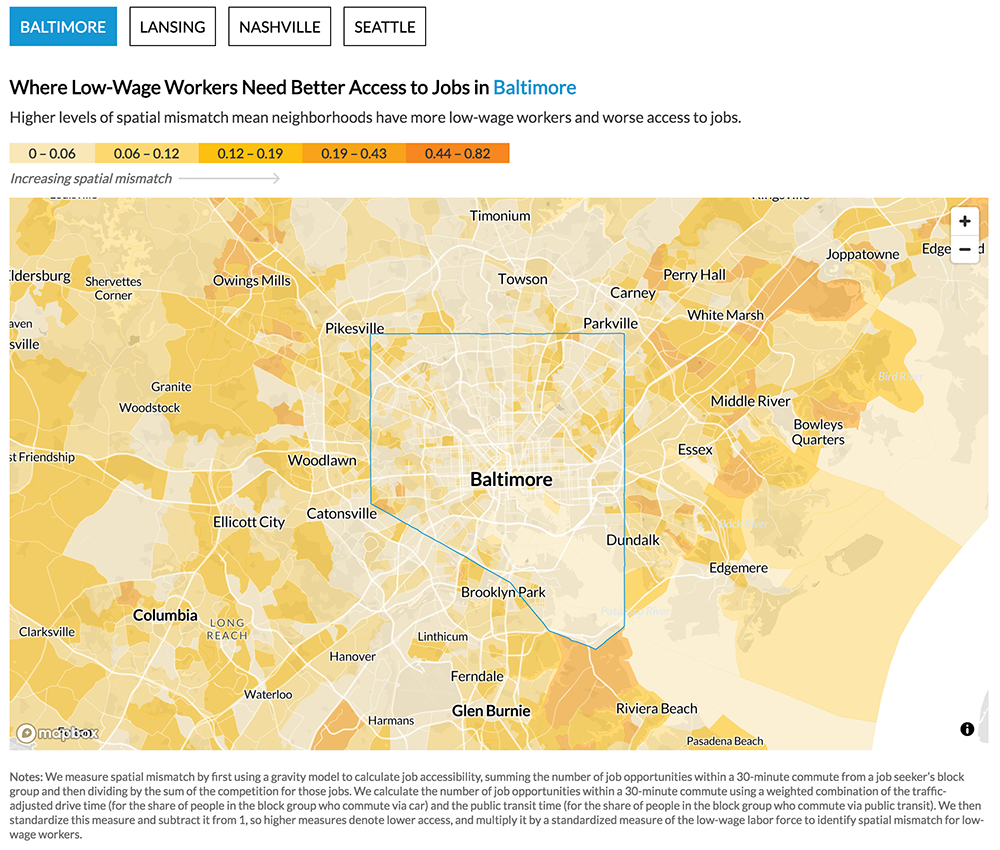 BALTIMORE
LANSING
NASHVILLE
SEATTLE
Where Low-Wage Workers Need Better Access to Jobs in Baltimore
Higher levels of spatial mismatch mean neighborhoods have more low-wage workers and worse access to jobs.
0 – 0.06
0.06 – 0.12
0.12 – 0.19
0.19 – 0.43
0.44 – 0.82
Increasing spatial mismatch
Timonium
+
−
Joppatowne
Edge
d
ldersburg
Shervettes
Corner
Owings Mills
Towson
Perry Hall
Carney
White Marsh
aven
sville
Pikesville
Parkville
Bird River
Granite
Woodstock
Middle River
Bowleys
Quarters
st Friendship
Woodlawn
Essex
Baltimore
Ellicott City
Catonsville
Back River
Dundalk
Edgemere
Brooklyn Park
Columbia
LONG
REACH
Clarksville
Linthicum
Hanover
Ferndale
Waterloo
Glen Burnie
Riviera Beach
Harmans
mapbox
Pasadena Beach
Notes: We measure spatial mismatch by first using a gravity model to calculate job accessibility, summing the number of job opportunities within a 30-minute commute from a job seeker's block
group and then dividing by the sum of the competition for those jobs. We calculate the number of job opportunities within a 30-minute commute using a weighted combination of the traffic-
adjusted drive time (for the share of people in the block group who commute via car) and the public transit time (for the share of people in the block group who commute via public transit). We then
standardize this measure and subtract it from 1, so higher measures denote lower access, and multiply it by a standardized measure of the low-wage labor force to identify spatial mismatch for low-
wage workers.